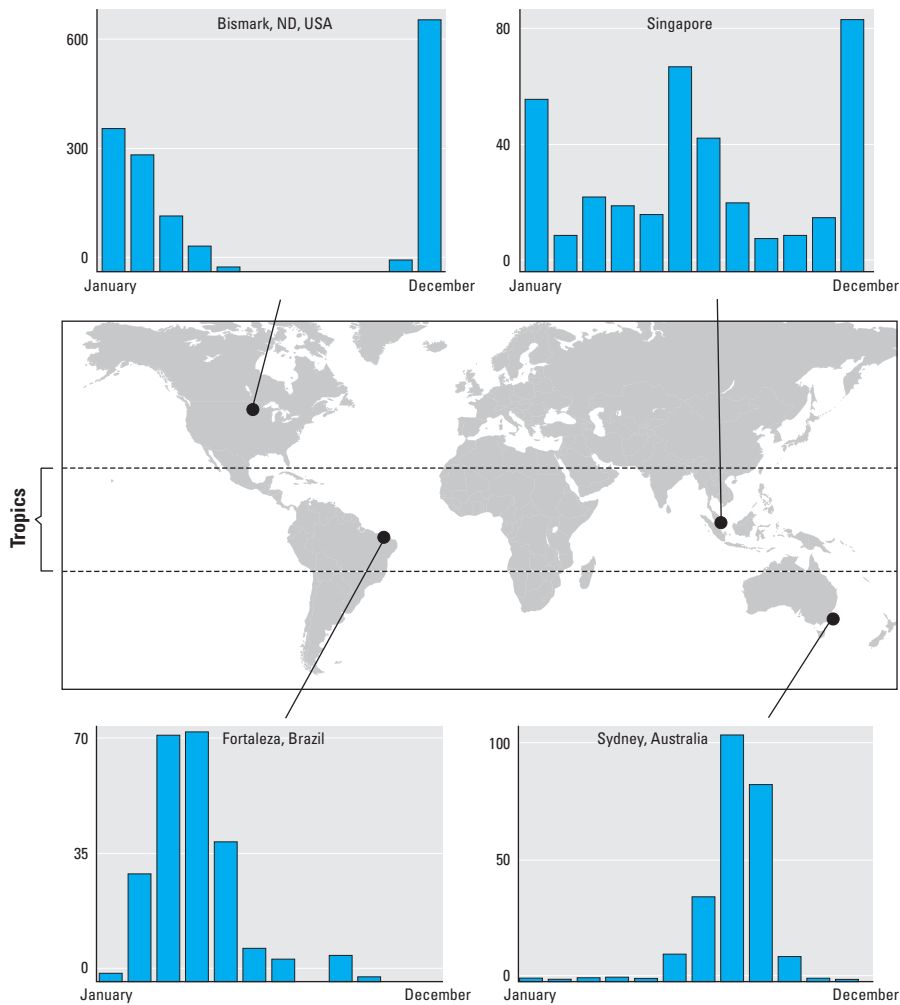 Bismark, ND, USA
600
300
0
January
December
Singapore
80
40
0
January
December
Tropics
Fortaleza, Brazil
70
35
0
January
December
Sydney, Australia
100
50
0
January
December